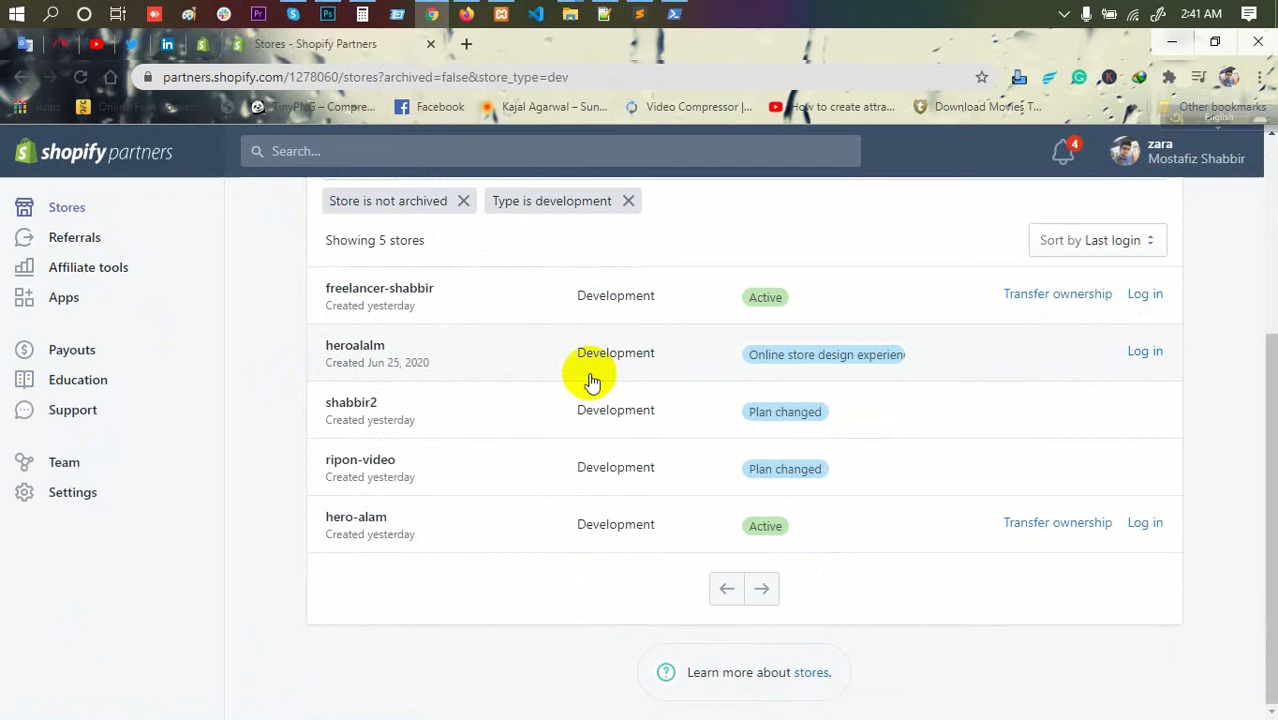 2:41 AM
Stores - Shopify Partners
partners.shopify.com/1278060/stores?archived=false&store_type=dev
Apps
TinyPNG – Compre...
Facebook
Kajal Agarwal – Sun...
Video Compressor |...
How to create attra...
Download Movies T...
Other bookmarks
English
shopify partners
Search...
4
zara
Mostafiz Shabbir
Stores
Referrals
Affiliate tools
Apps
Payouts
Education
Support
Team
Settings
Store is not archived
Type is development
Showing 5 stores
Sort by Last login
freelancer-shabbir
Created yesterday
Development
Active
Transfer ownership
Log in
heroalalm
Created Jun 25, 2020
Development
Online store design experien
Log in
shabbir2
Created yesterday
Development
Plan changed
ripon-video
Created yesterday
Development
Plan changed
hero-alam
Created yesterday
Development
Active
Transfer ownership
Log in
Learn more about stores.